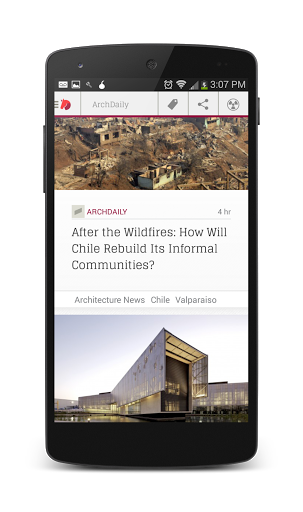 3:07 PM
ArchDaily
ARCHDAILY 4 hr
After the Wildfires: How Will
Chile Rebuild Its Informal
Communities?
Architecture News Chile Valparaiso